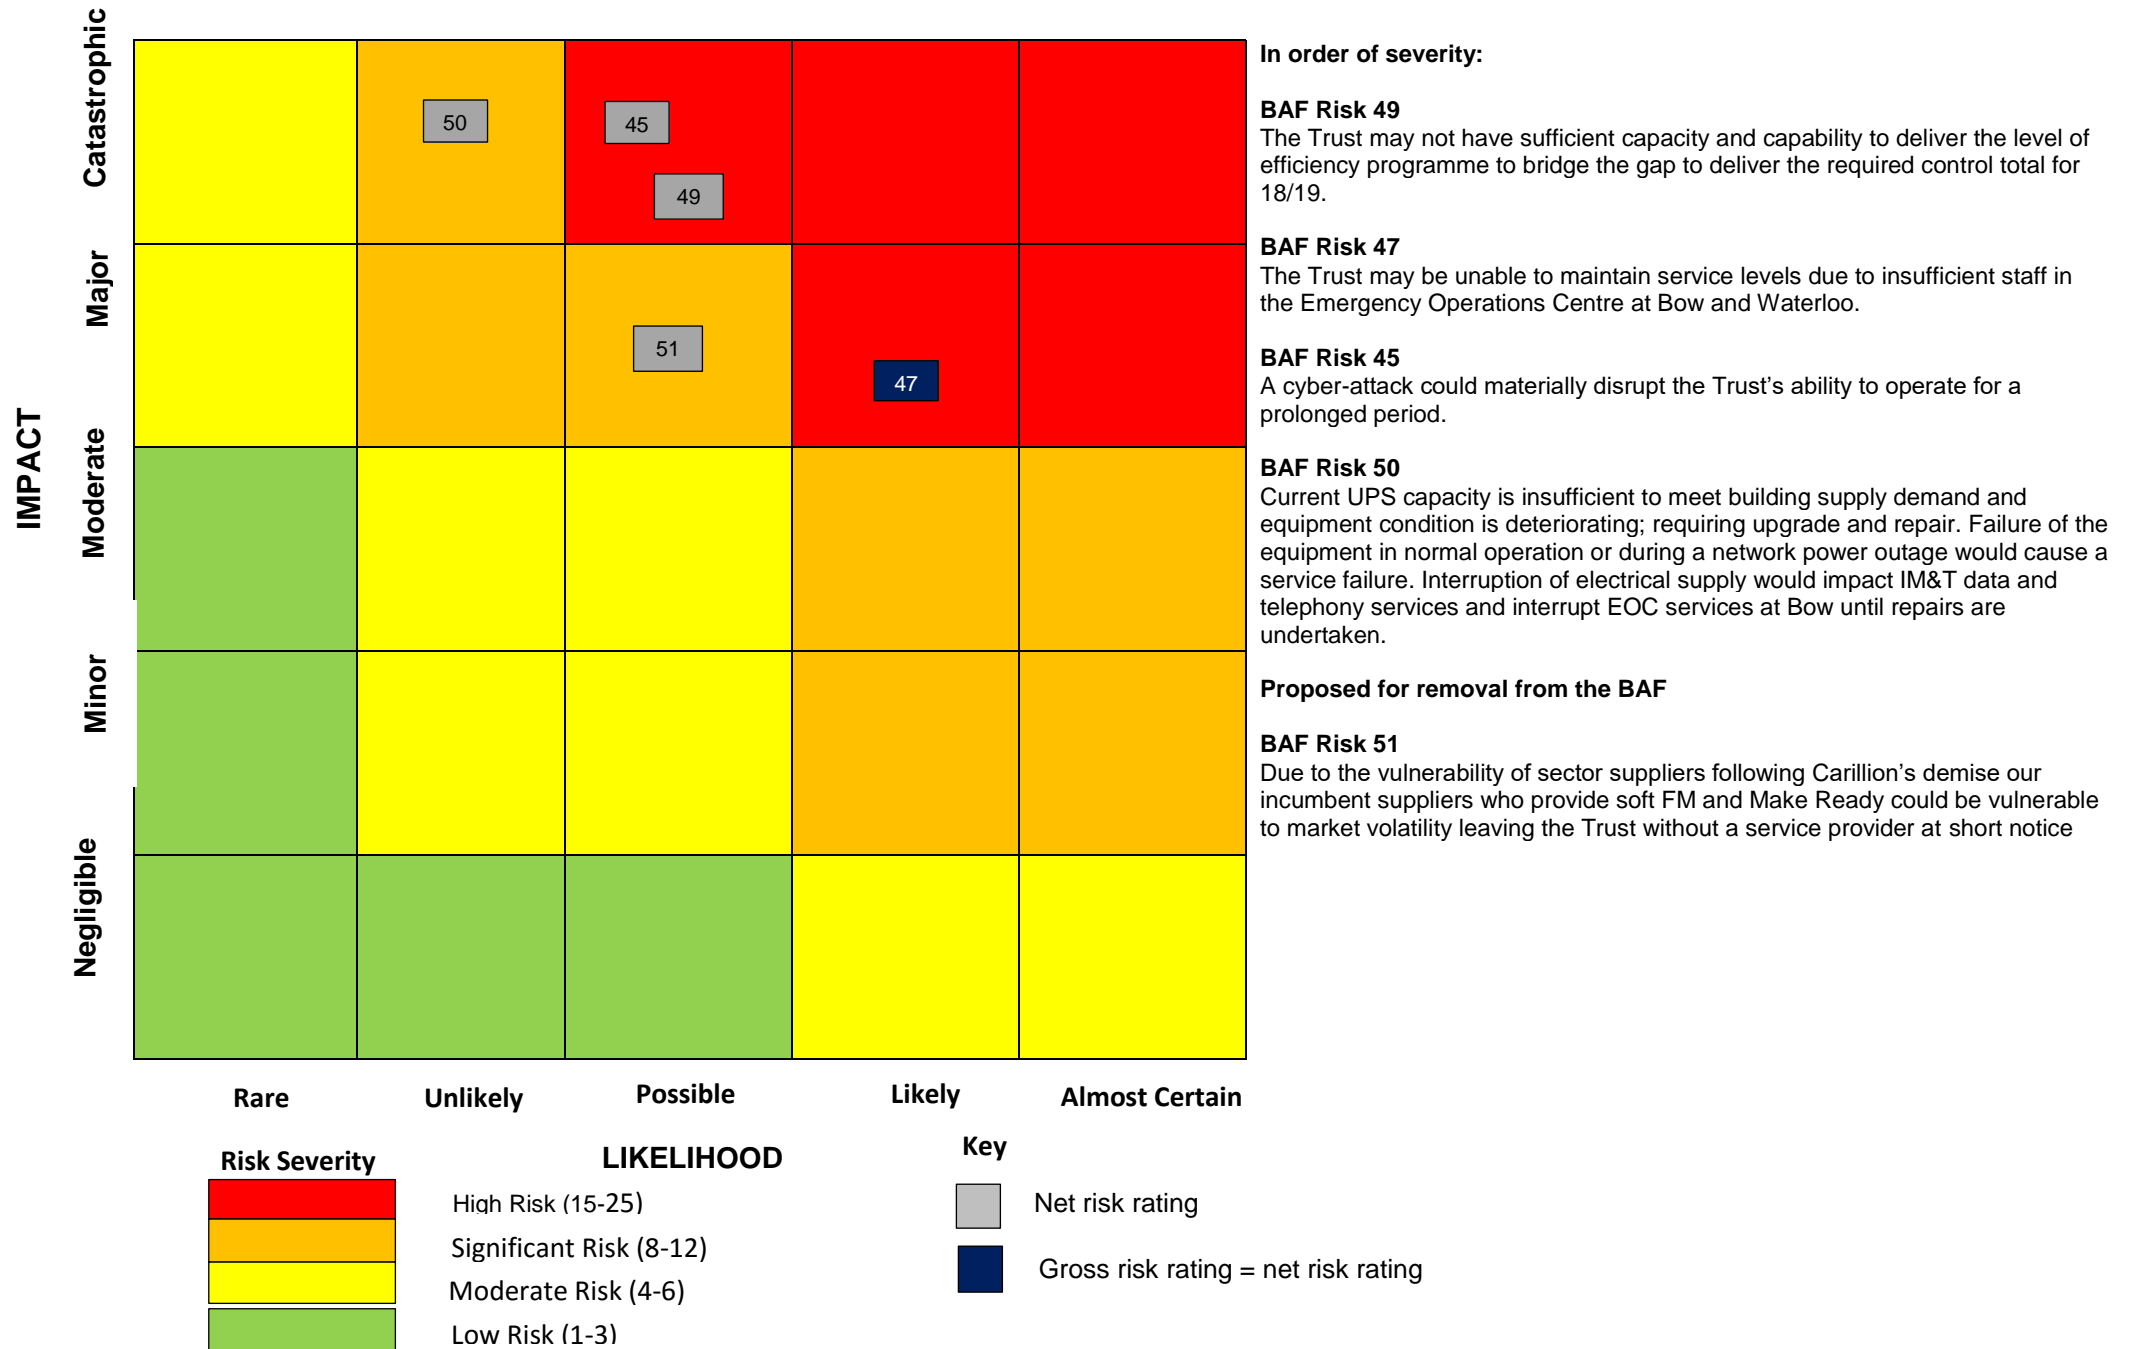 IMPACT
Catastrophic
Major
Moderate
Minor
Negligible
50
45
49
51
47
Rare
Unlikely
Possible
Likely
Almost Certain
LIKELIHOOD
Risk Severity
High Risk (15-25)
Significant Risk (8-12)
Moderate Risk (4-6)
Low Risk (1-3)
Key
Net risk rating
Gross risk rating = net risk rating
In order of severity:
BAF Risk 49
The Trust may not have sufficient capacity and capability to deliver the level of
efficiency programme to bridge the gap to deliver the required control total for
18/19.
BAF Risk 47
The Trust may be unable to maintain service levels due to insufficient staff in
the Emergency Operations Centre at Bow and Waterloo.
BAF Risk 45
A cyber-attack could materially disrupt the Trust’s ability to operate for a
prolonged period.
BAF Risk 50
Current UPS capacity is insufficient to meet building supply demand and
equipment condition is deteriorating; requiring upgrade and repair. Failure of the
equipment in normal operation or during a network power outage would cause a
service failure. Interruption of electrical supply would impact IM&T data and
telephony services and interrupt EOC services at Bow until repairs are
undertaken.
Proposed for removal from the BAF
BAF Risk 51
Due to the vulnerability of sector suppliers following Carillion’s demise our
incumbent suppliers who provide soft FM and Make Ready could be vulnerable
to market volatility leaving the Trust without a service provider at short notice